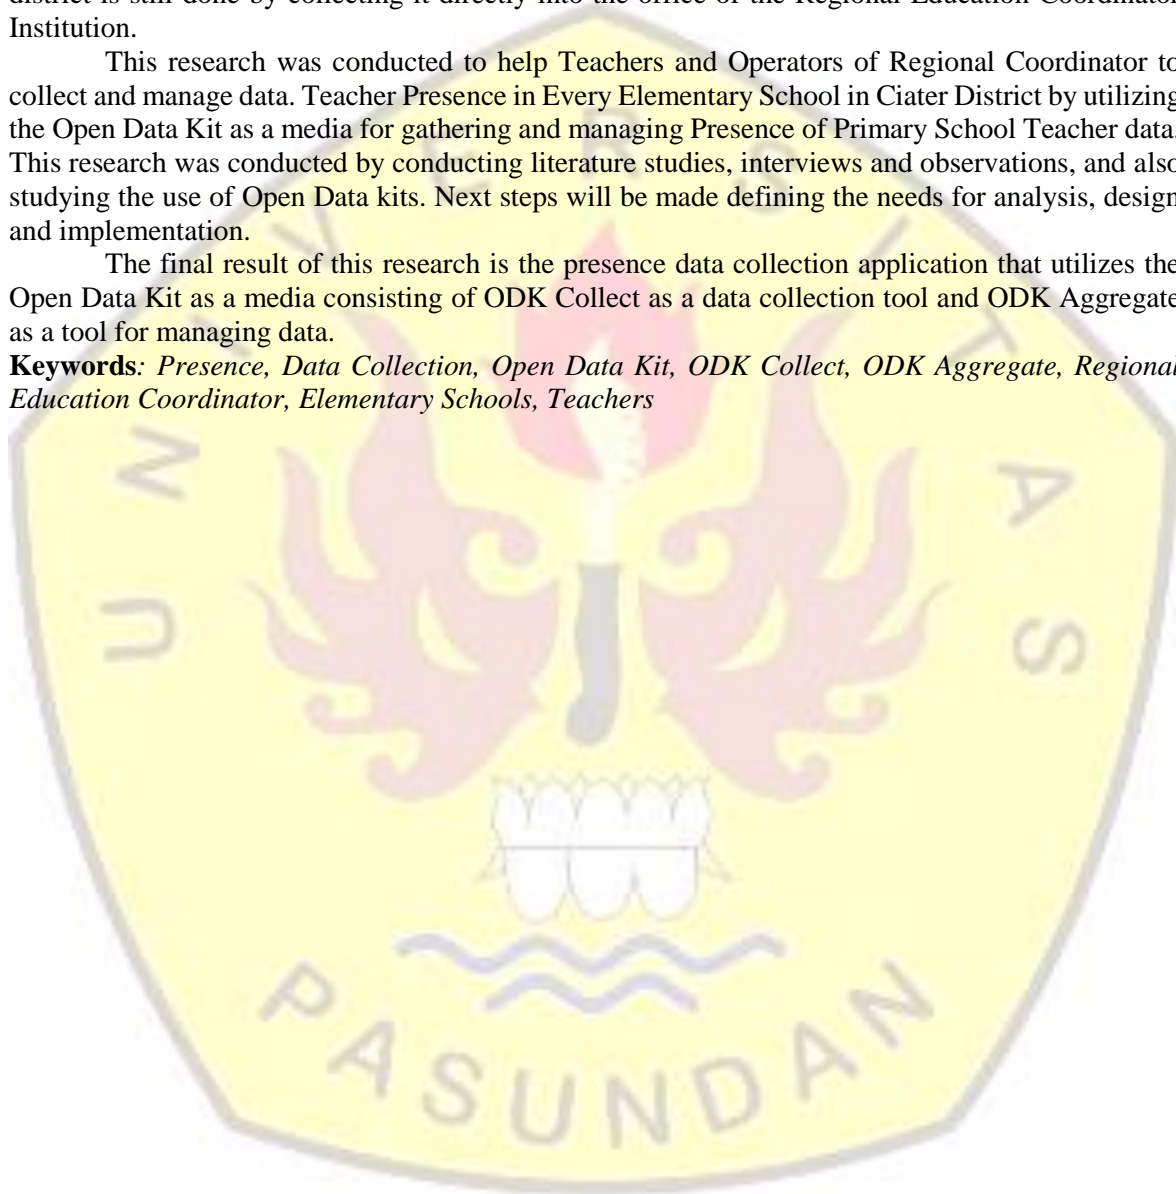 district is still done by collecting it directly into the office of the Regional Education Coordinator
Institution.
This research was conducted to help Teachers and Operators of Regional Coordinator to
collect and manage data. Teacher Presence in Every Elementary School in Ciater District by utilizing
the Open Data Kit as a media for gathering and managing Presence of Primary School Teacher data.
This research was conducted by conducting literature studies, interviews and observations, and also
studying the use of Open Data kits. Next steps will be made defining the needs for analysis, design
and implementation.
The final result of this research is the presence data collection application that utilizes the
Open Data Kit as a media consisting of ODK Collect as a data collection tool and ODK Aggregate
as a tool for managing data.
Keywords: Presence, Data Collection, Open Data Kit, ODK Collect, ODK Aggregate, Regional
Education Coordinator, Elementary Schools, Teachers
UNIVERSITAS
PASUNDAN